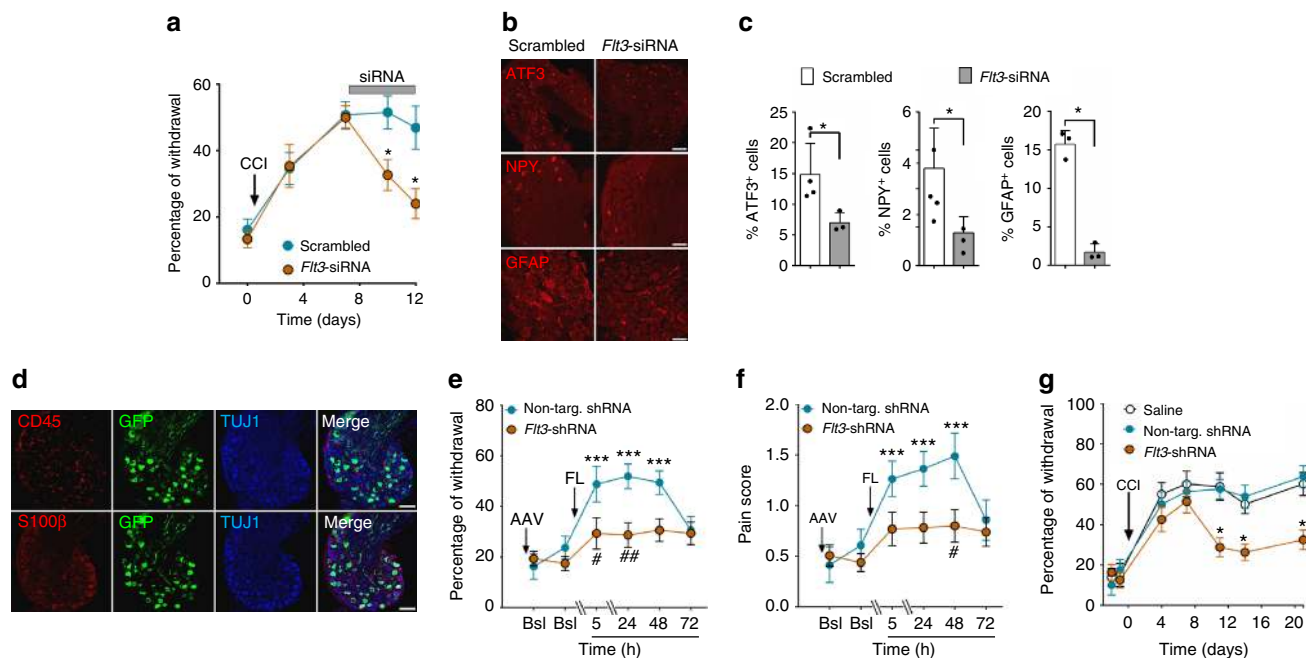 a
siRNA
Percentage of withdrawal
60
40
20
0
CCI
Scrambled
Flt3-siRNA
0 4 8 12
Time (days)
b
Scrambled Flt3-siRNA
ATF3
NPY
GFAP
c
Scrambled Flt3-siRNA
% ATF3+ cells
25
20
15
10
5
0
*
% NPY+ cells
6
4
2
0
*
% GFAP+ cells
20
15
10
5
0
*
d
CD45 GFP TUJ1 Merge
S100β GFP TUJ1 Merge
e
Percentage of withdrawal
80
60
40
20
0
Non-targ. shRNA
Flt3-shRNA
*** *** ***
FL
AAV
# ##
Bsl Bsl 5 24 48 72
Time (h)
f
Pain score
2.0
1.5
1.0
0.5
0.0
Non-targ. shRNA
Flt3-shRNA
*** *** ***
FL
AAV
#
Bsl Bsl 5 24 48 72
Time (h)
g
Percentage of withdrawal
100
80
60
40
20
0
Saline
Non-targ. shRNA
Flt3-shRNA
CCI
* * *
0 4 8 12 16 20
Time (days)